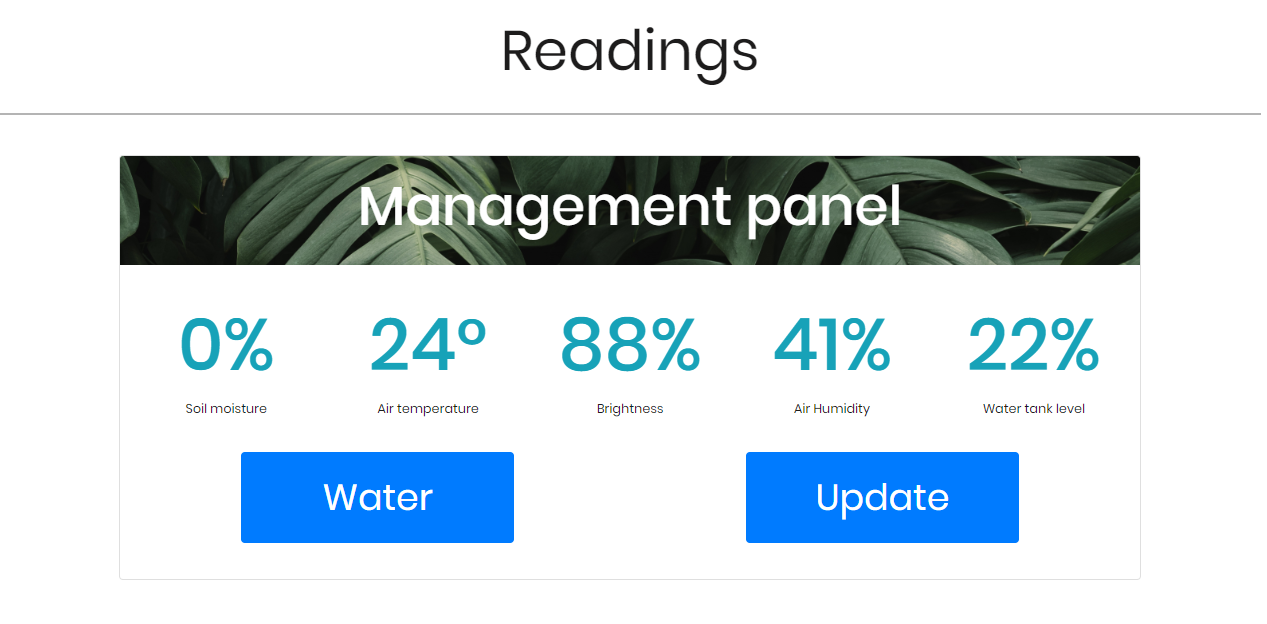 Readings
Management panel
0% 24° 88% 41% 22%
Soil moisture Air temperature Brightness Air Humidity Water tank level
Water Update